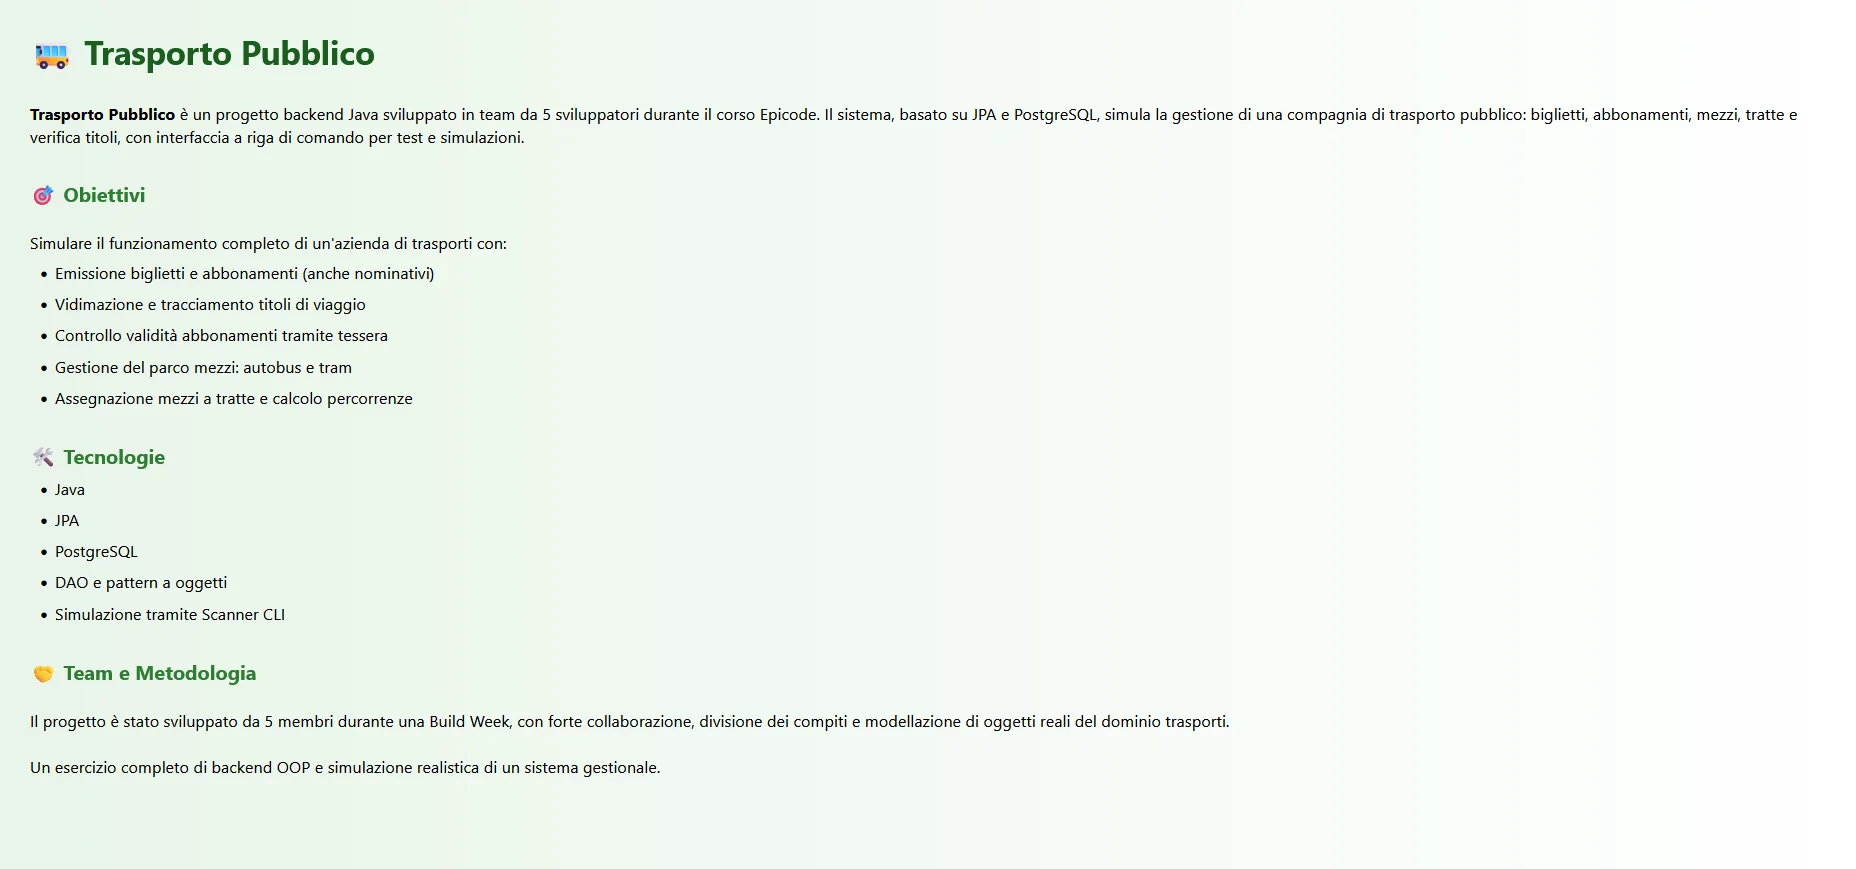 Trasporto Pubblico
Trasporto Pubblico è un progetto backend Java sviluppato in team da 5 sviluppatori durante il corso Epicode. Il sistema, basato su JPA e PostgreSQL, simula la gestione di una compagnia di trasporto pubblico: biglietti, abbonamenti, mezzi, tratte e
verifica titoli, con interfaccia a riga di comando per test e simulazioni.
Obiettivi
Simulare il funzionamento completo di un'azienda di trasporti con:
• Emissione biglietti e abbonamenti (anche nominativi)
• Vidimazione e tracciamento titoli di viaggio
• Controllo validità abbonamenti tramite tessera
• Gestione del parco mezzi: autobus e tram
• Assegnazione mezzi a tratte e calcolo percorrenze
Tecnologie
• Java
• JPA
• PostgreSQL
• DAO e pattern a oggetti
• Simulazione tramite Scanner CLI
Team e Metodologia
Il progetto è stato sviluppato da 5 membri durante una Build Week, con forte collaborazione, divisione dei compiti e modellazione di oggetti reali del dominio trasporti.
Un esercizio completo di backend OOP e simulazione realistica di un sistema gestionale.